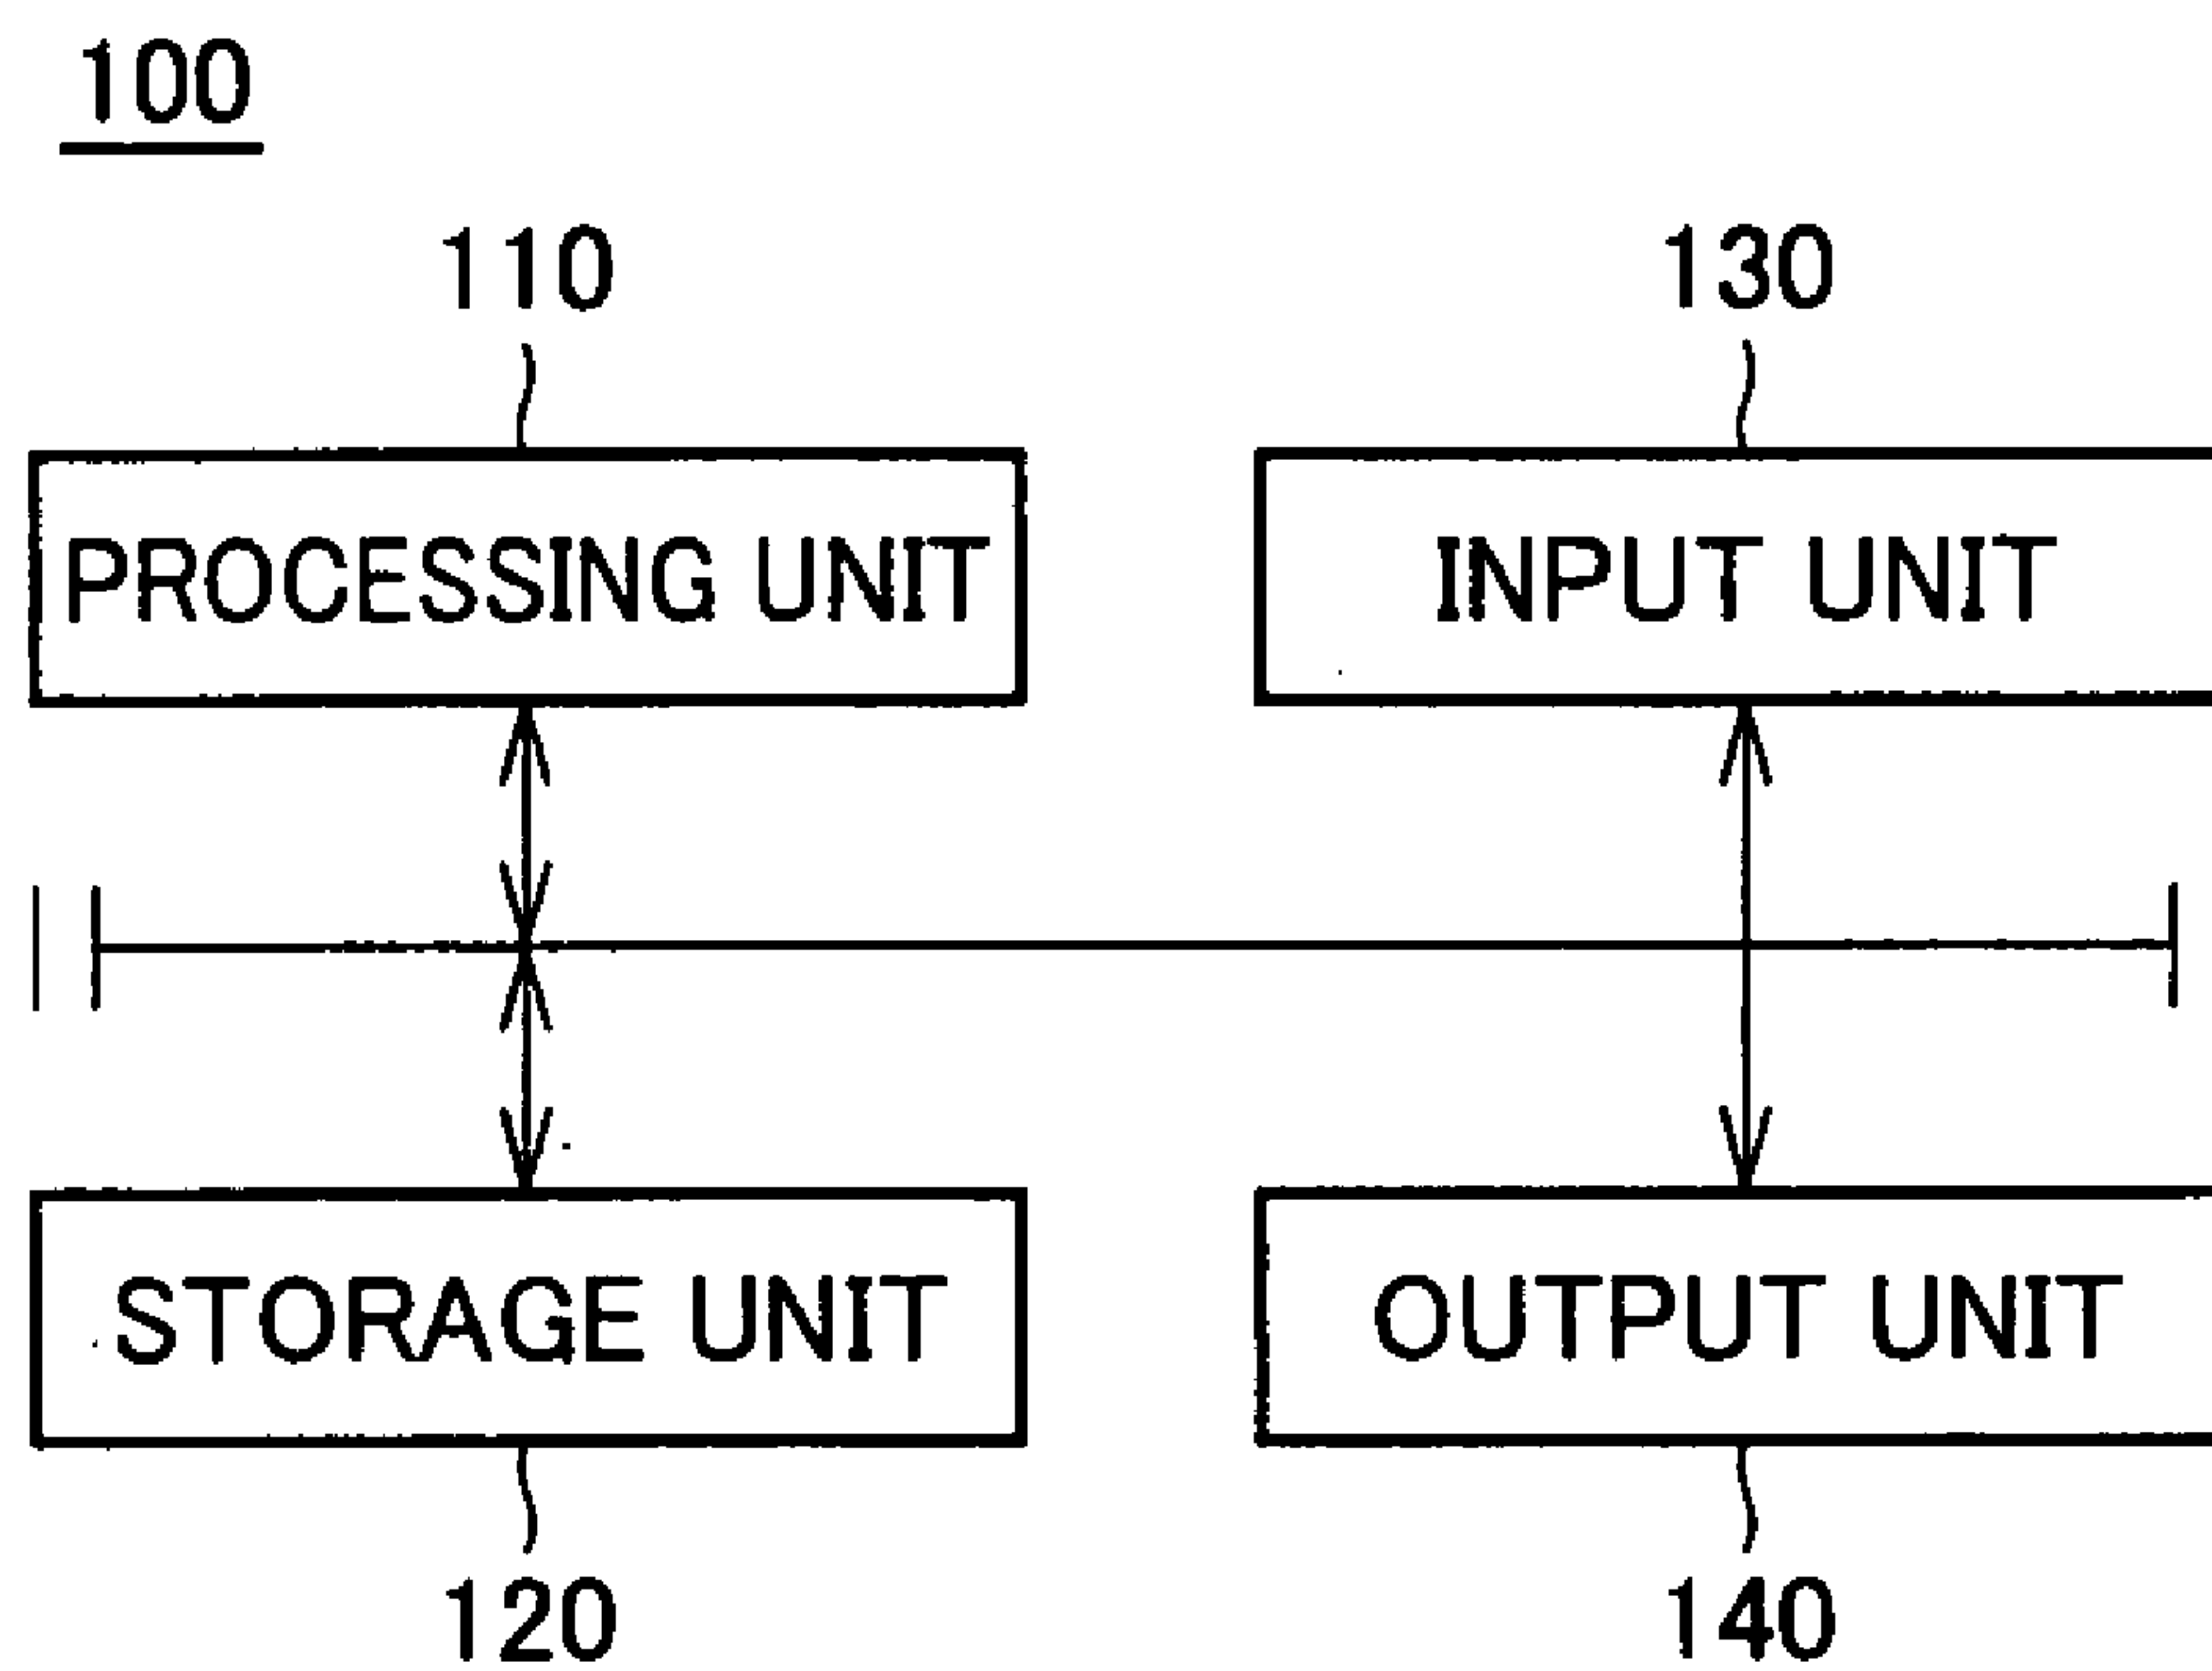 100
110
130
PROCESSING UNIT
INPUT UNIT
STORAGE UNIT
OUTPUT UNIT
120
140